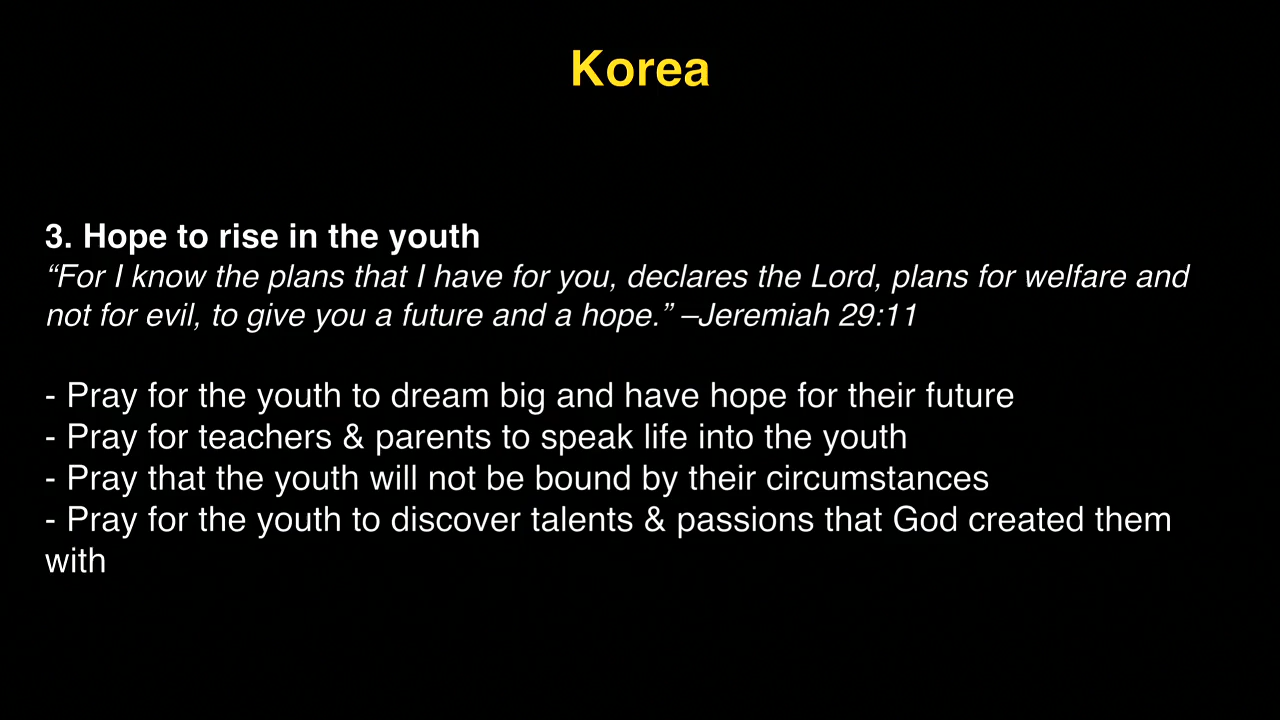 Korea
3. Hope to rise in the youth
“For I know the plans that I have for you, declares the Lord, plans for welfare and
not for evil, to give you a future and a hope.” –Jeremiah 29:11
- Pray for the youth to dream big and have hope for their future
- Pray for teachers & parents to speak life into the youth
- Pray that the youth will not be bound by their circumstances
- Pray for the youth to discover talents & passions that God created them
with